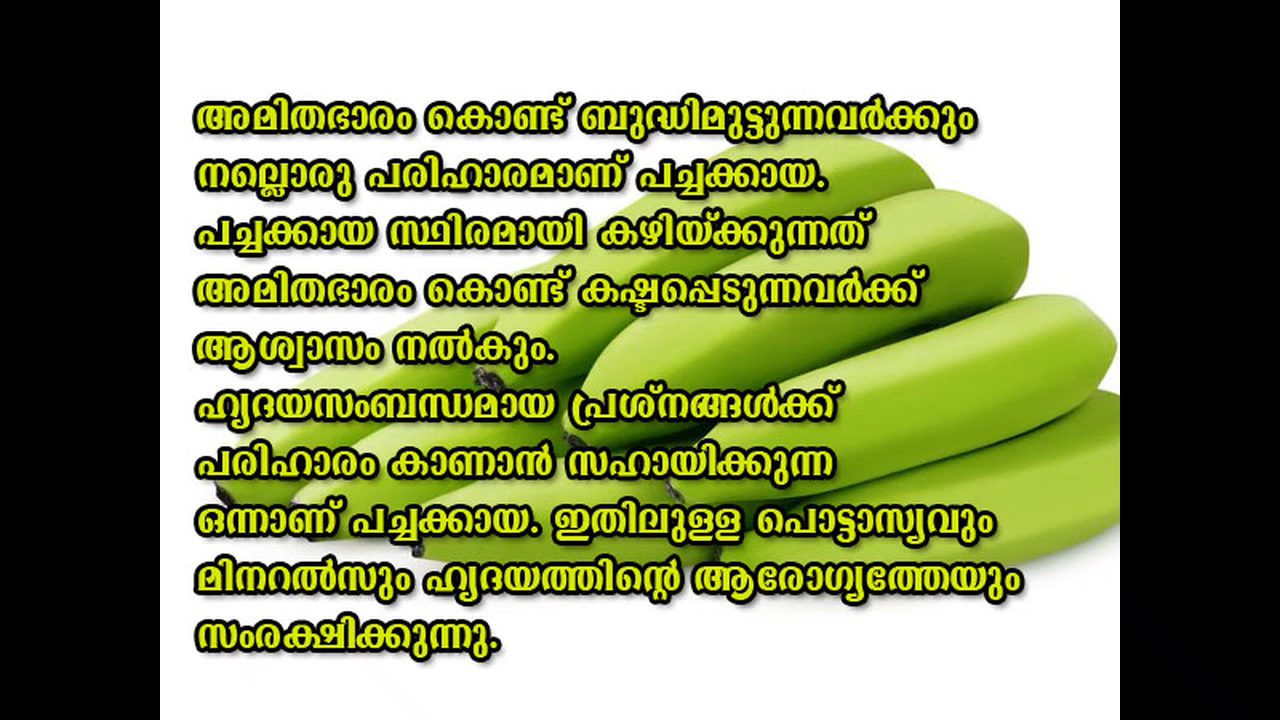 അമിതഭാരം കൊണ്ട് ബുദ്ധിമുട്ടുന്നവർക്കും
നല്ലൊരു പരിഹാരമാണ് പച്ചക്കായ.
പച്ചക്കായ സ്ഥിരമായി കഴിയ്ക്കുന്നത്
അമിതഭാരം കൊണ്ട് കഷ്ടപ്പെടുന്നവർക്ക്
ആശ്വാസം നൽകും.
ഹൃദയസംബന്ധമായ പ്രശ്നങ്ങൾക്ക്
പരിഹാരം കാണാൻ സഹായിക്കുന്ന
ഒന്നാണ് പച്ചക്കായ. ഇതിലുളള പൊട്ടാസ്യവും
മിനറൽസും ഹൃദയത്തിന്റെ ആരോഗ്യത്തേയും
സംരക്ഷിക്കുന്നു.